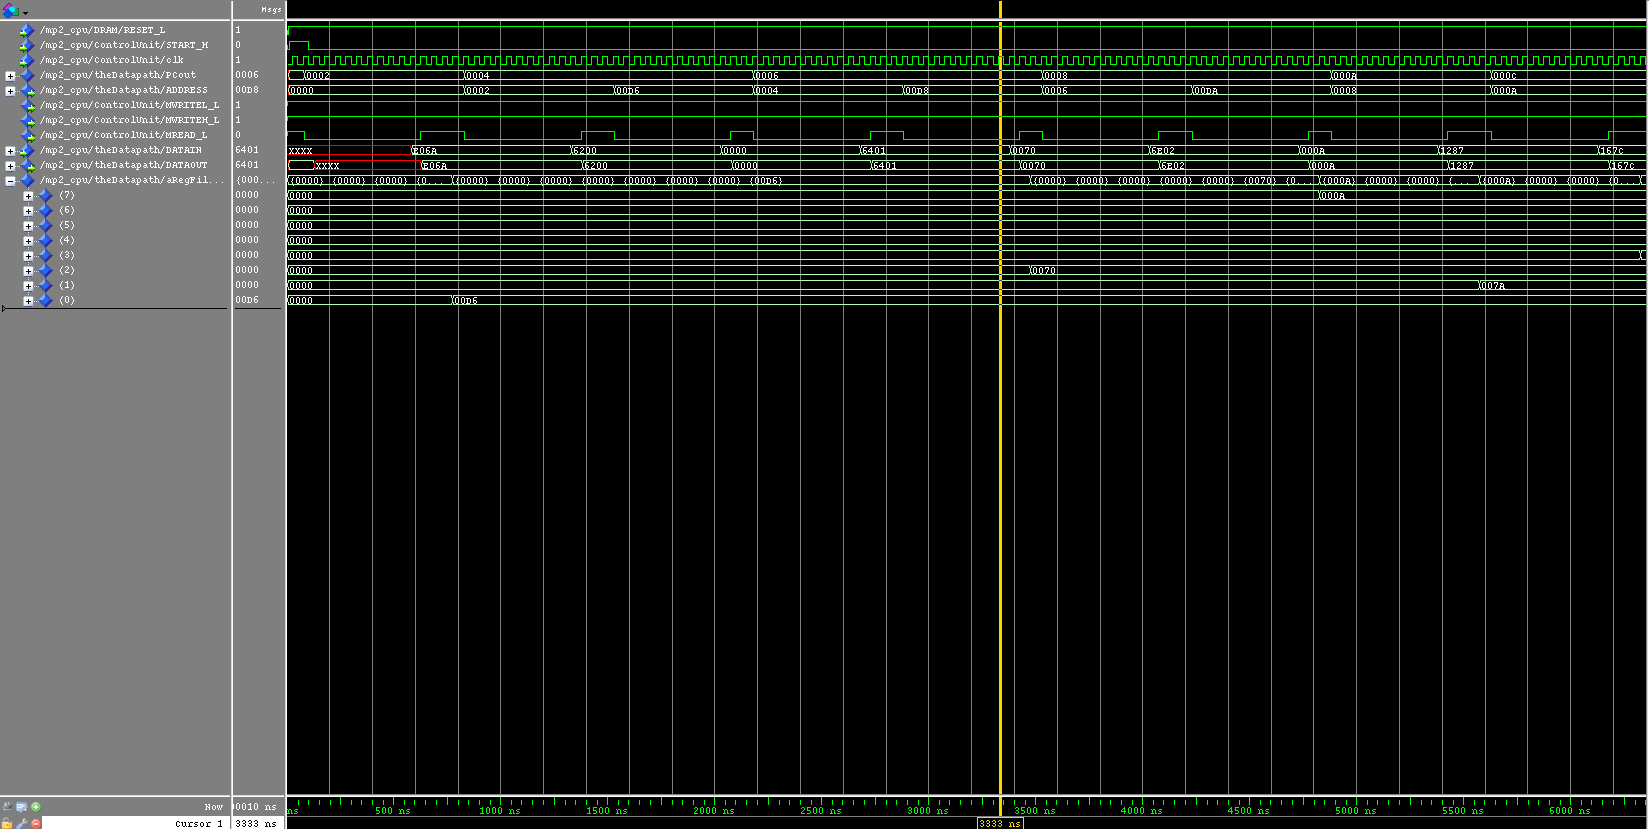 Msgs
/mp2_cpu/DRAM/RESET_L 1
/mp2_cpu/ControlUnit/START_H 0
/mp2_cpu/ControlUnit/clk 1
/mp2_cpu/theDatapath/PCout 0006 0002 0004 0006 0008 000A 000C
/mp2_cpu/theDatapath/ADDRESS 00D8 0000 0002 00D6 0004 00D8 0006 00DA 0008 000A
/mp2_cpu/ControlUnit/MWRITEL_L 1
/mp2_cpu/ControlUnit/MWRITEH_L 1
/mp2_cpu/ControlUnit/MREAD_L 0
/mp2_cpu/theDatapath/DATAIN 6401 XXXX E06A 6200 0000 6401 0070 6E02 000A 1287 167C
/mp2_cpu/theDatapath/DATAOUT 6401 XXXX E06A 6200 0000 6401 0070 6E02 000A 1287 167C
/mp2_cpu/theDatapath/aRegFil... {000... {0000} {0000} {0000} {0... {0000} {0000} {0000} {0000} {0000} {0000} {0000} {00D6} {0000} {0000} {0000} {0000} {0000} {0070} {0... {000A} {0000} {0000} {... {000A} {0000} {0000} {0...
(7) 0000 0000 000A
(6) 0000 0000
(5) 0000 0000
(4) 0000 0000
(3) 0000 0000
(2) 0000 0000 0070
(1) 0000 0000 007A
(0) 00D6 0000 00D6
Now 00010 ns ns 500 ns 1000 ns 1500 ns 2000 ns 2500 ns 3000 ns 3500 ns 4000 ns 4500 ns 5000 ns 5500 ns 6000 ns
Cursor 1 3333 ns 3333 ns